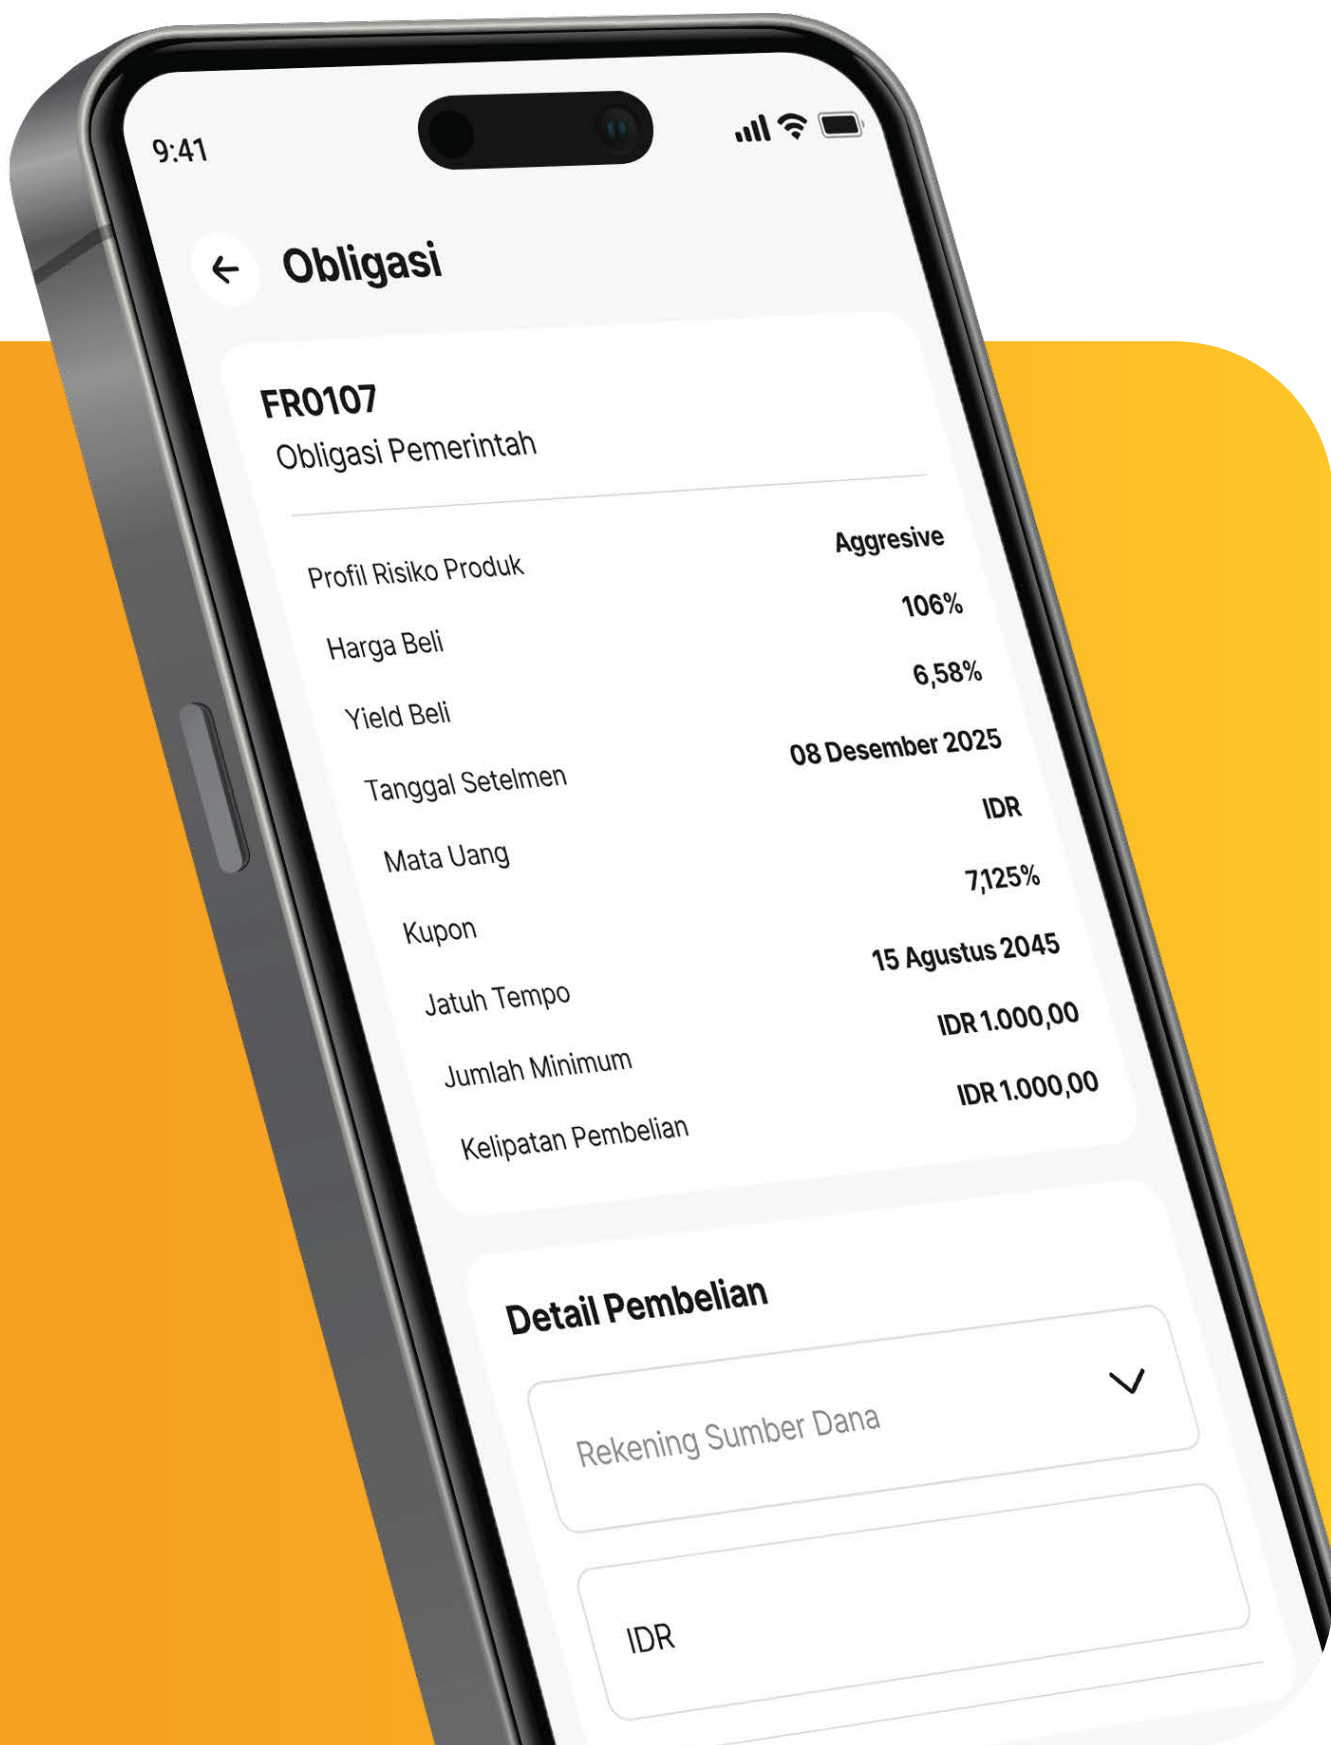 9:41
Obligasi
FR0107
Obligasi Pemerintah
Profil Risiko Produk Aggresive
Harga Beli 106%
Yield Beli 6,58%
Tanggal Setelmen 08 Desember 2025
Mata Uang IDR
Kupon 7,125%
Jatuh Tempo 15 Agustus 2045
Jumlah Minimum IDR 1.000,00
Kelipatan Pembelian IDR 1.000,00
Detail Pembelian
Rekening Sumber Dana
IDR